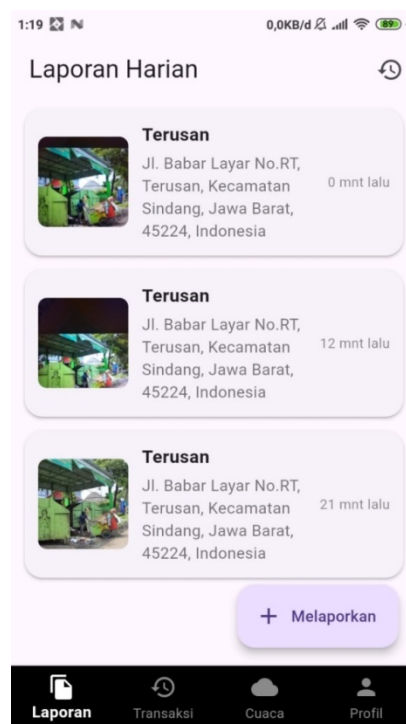 1:19 0,0KB/d 89
Laporan Harian
Terusan
Jl. Babar Layar No.RT,
Terusan, Kecamatan
Sindang, Jawa Barat,
45224, Indonesia
0 mnt lalu
Terusan
Jl. Babar Layar No.RT,
Terusan, Kecamatan
Sindang, Jawa Barat,
45224, Indonesia
12 mnt lalu
Terusan
Jl. Babar Layar No.RT,
Terusan, Kecamatan
Sindang, Jawa Barat,
45224, Indonesia
21 mnt lalu
+ Melaporkan
Laporan Transaksi Cuaca Profil